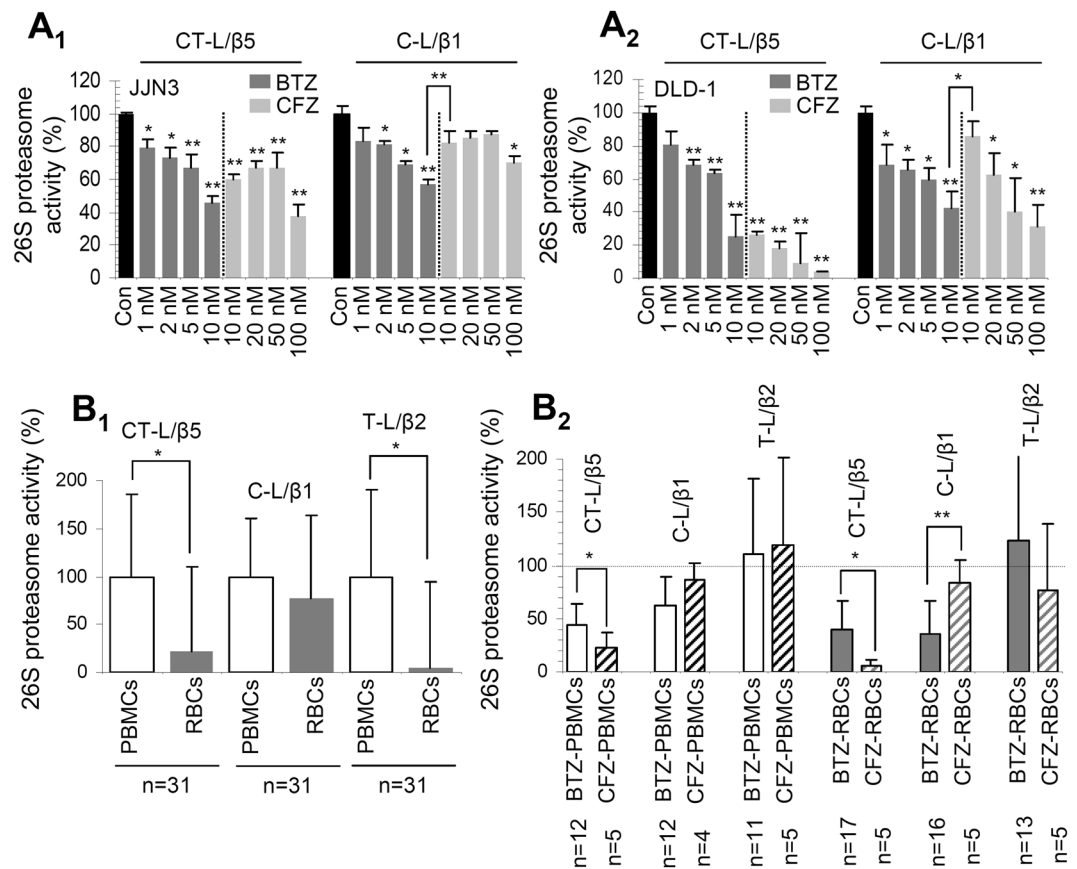 A1
CT-L/β5
C-L/β1
26S proteasome
activity (%)
120
100
80
60
40
20
0
JJN3
BTZ
CFZ
* * ** ** ** ** ** **
* * ** ** *
Con
1 nM
2 nM
5 nM
10 nM
10 nM
20 nM
50 nM
100 nM
Con
1 nM
2 nM
5 nM
10 nM
10 nM
20 nM
50 nM
100 nM
A2
CT-L/β5
C-L/β1
26S proteasome
activity (%)
120
100
80
60
40
20
0
DLD-1
BTZ
CFZ
** ** ** ** ** ** **
* * * ** * * * **
Con
1 nM
2 nM
5 nM
10 nM
10 nM
20 nM
50 nM
100 nM
Con
1 nM
2 nM
5 nM
10 nM
10 nM
20 nM
50 nM
100 nM
B1
26S proteasome activity (%)
CT-L/β5
*
C-L/β1
T-L/β2
*
200
150
100
50
0
PBMCs
RBCs
PBMCs
RBCs
PBMCs
RBCs
n=31
n=31
n=31
B2
26S proteasome activity (%)
CT-L/β5
*
C-L/β1
T-L/β2
CT-L/β5
*
C-L/β1
**
T-L/β2
200
150
100
50
0
BTZ-PBMCs
CFZ-PBMCs
BTZ-PBMCs
CFZ-PBMCs
BTZ-PBMCs
CFZ-PBMCs
BTZ-RBCs
CFZ-RBCs
BTZ-RBCs
CFZ-RBCs
BTZ-RBCs
CFZ-RBCs
n=12
n=5
n=12
n=4
n=11
n=5
n=17
n=5
n=16
n=5
n=13
n=5